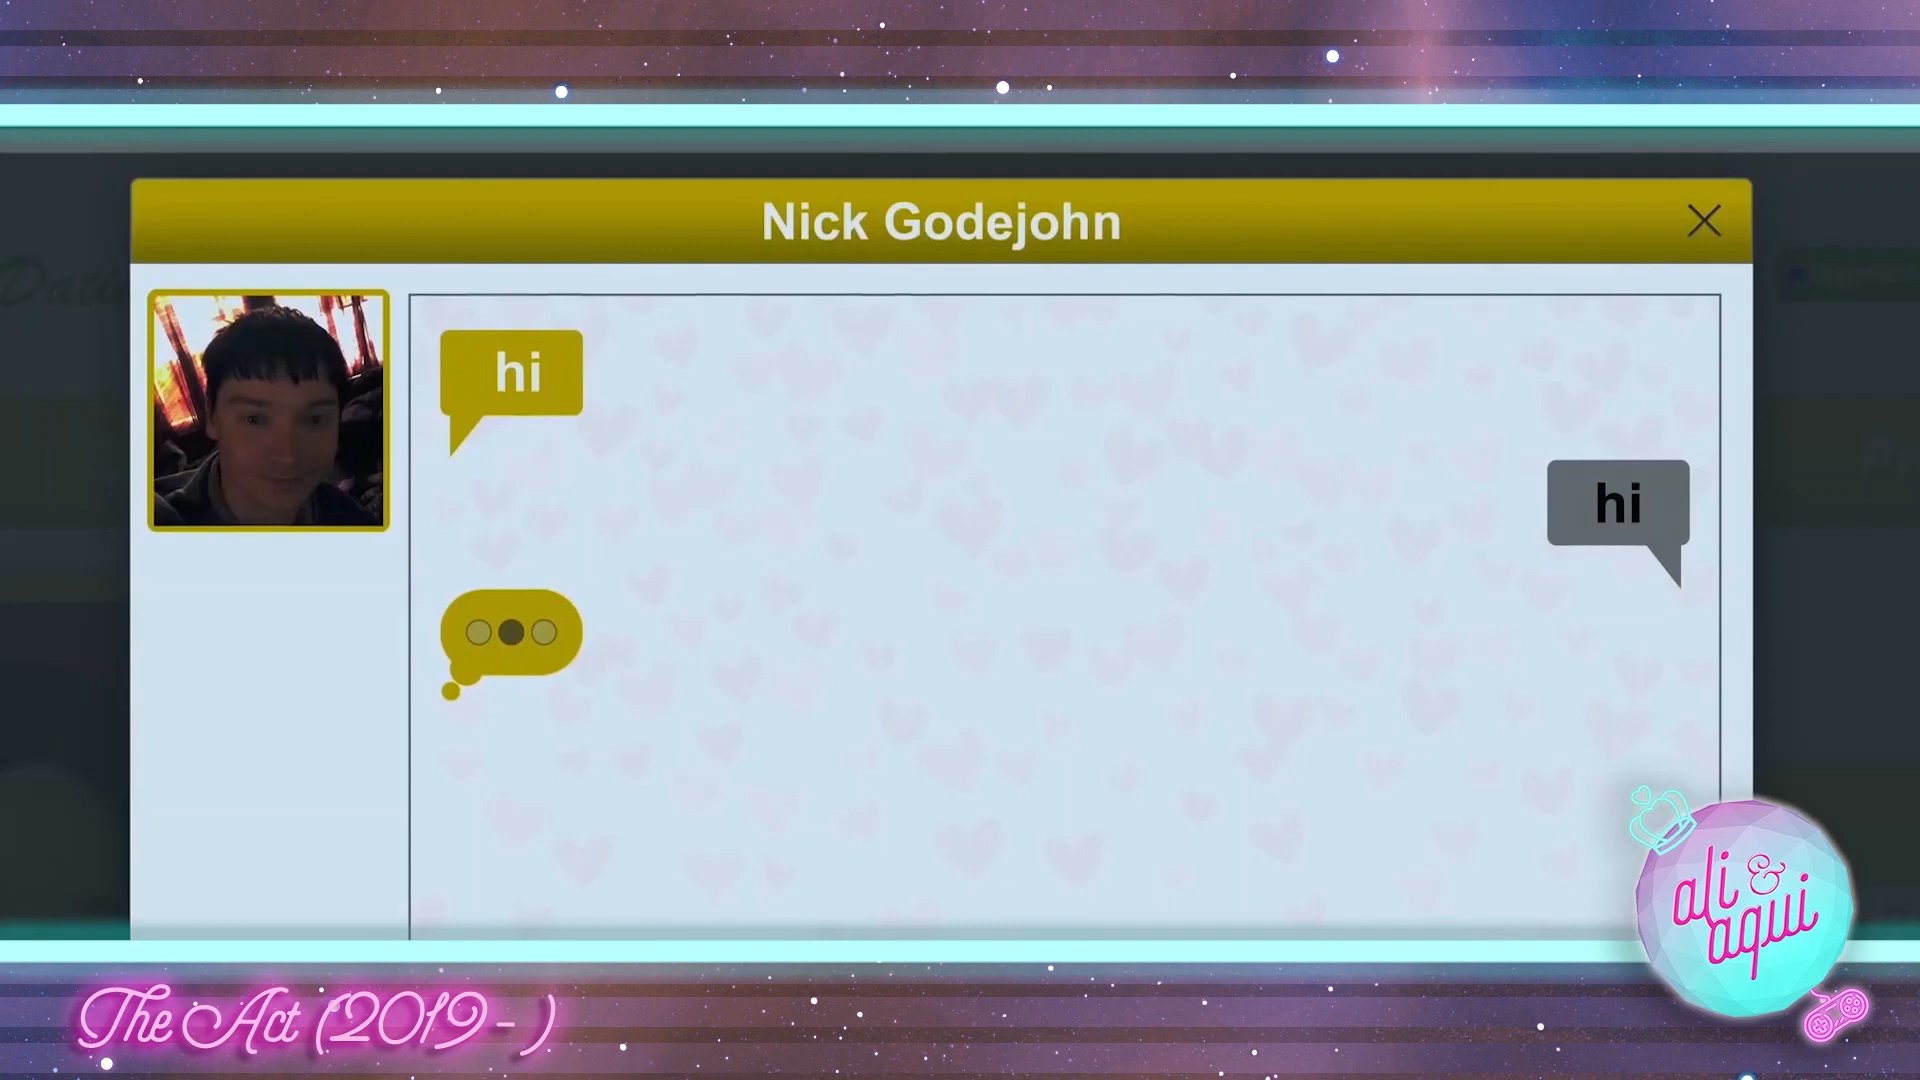 Nick Godejohn
hi
hi
ali &
aqui
The Act (2019- )